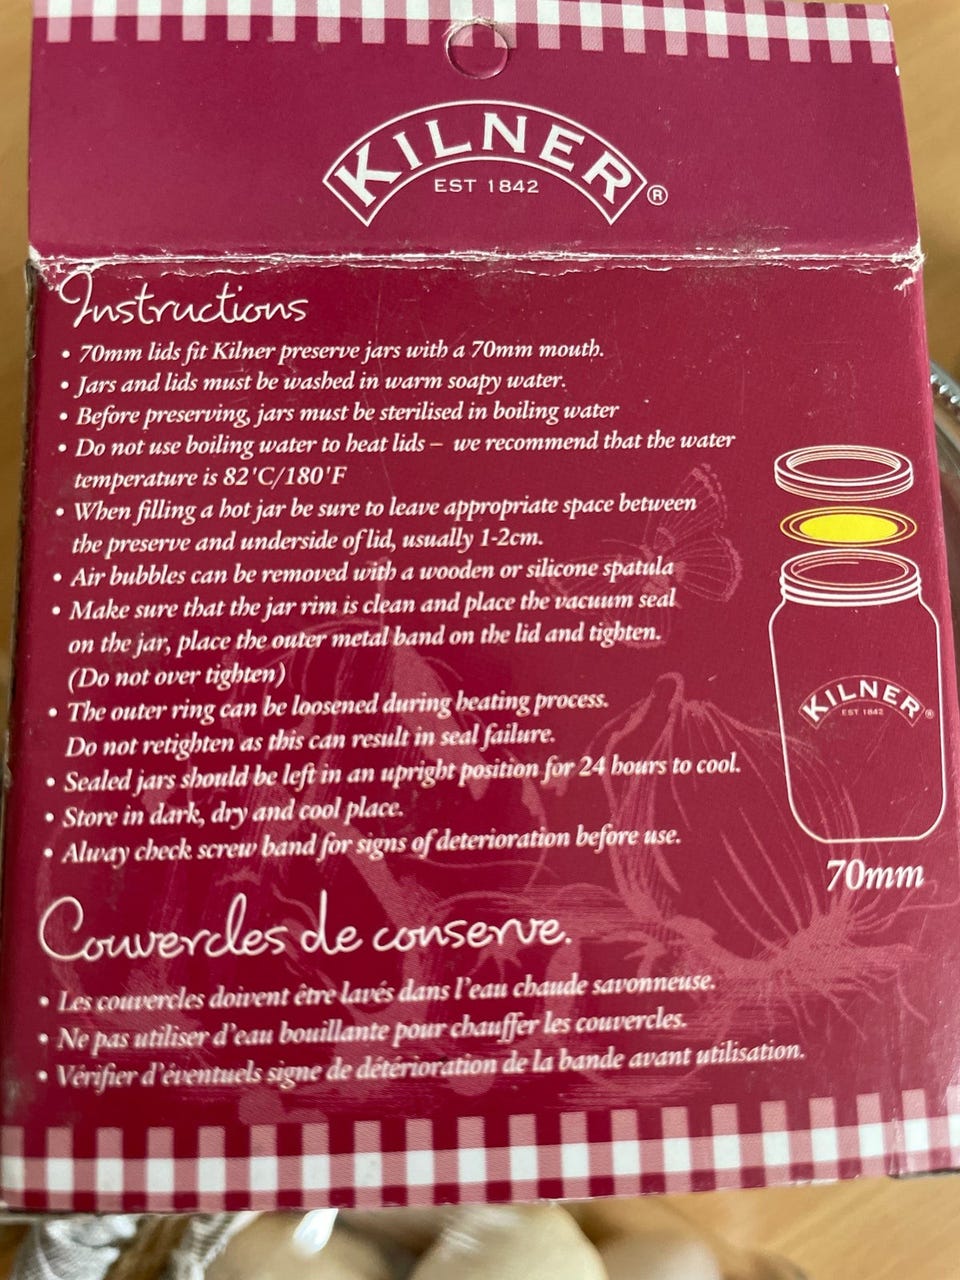 KILNER
EST 1842
®
Instructions
• 70mm lids fit Kilner preserve jars with a 70mm mouth.
• Jars and lids must be washed in warm soapy water.
• Before preserving, jars must be sterilised in boiling water
• Do not use boiling water to heat lids – we recommend that the water
temperature is 82'C/180'F
• When filling a hot jar be sure to leave appropriate space between
the preserve and underside of lid, usually 1-2cm.
• Air bubbles can be removed with a wooden or silicone spatula
• Make sure that the jar rim is clean and place the vacuum seal
on the jar, place the outer metal band on the lid and tighten.
(Do not over tighten)
• The outer ring can be loosened during heating process.
Do not retighten as this can result in seal failure.
• Sealed jars should be left in an upright position for 24 hours to cool.
• Store in dark, dry and cool place.
• Alway check screw band for signs of deterioration before use.
KILNER
EST 1842
®
70mm
Couvercles de conserve.
• Les couvercles doivent être lavés dans l'eau chaude savonneuse.
• Ne pas utiliser d'eau bouillante pour chauffer les couvercles.
• Vérifier d'éventuels signe de détérioration de la bande avant utilisation.